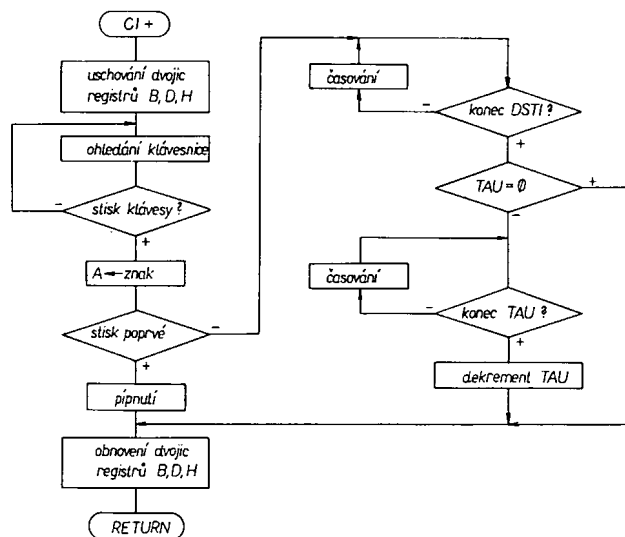 CI +
uschování dvojic
registrů B, D, H
ohledání klávesnice
-
stisk klávesy?
+
A←znak
stisk poprvé
-
+
pípnutí
obnovení dvojic
registrů B, D, H
RETURN
časování
-
konec DSTI?
+
TAU = ∅
+
-
časování
-
konec TAU?
+
dekrement TAU